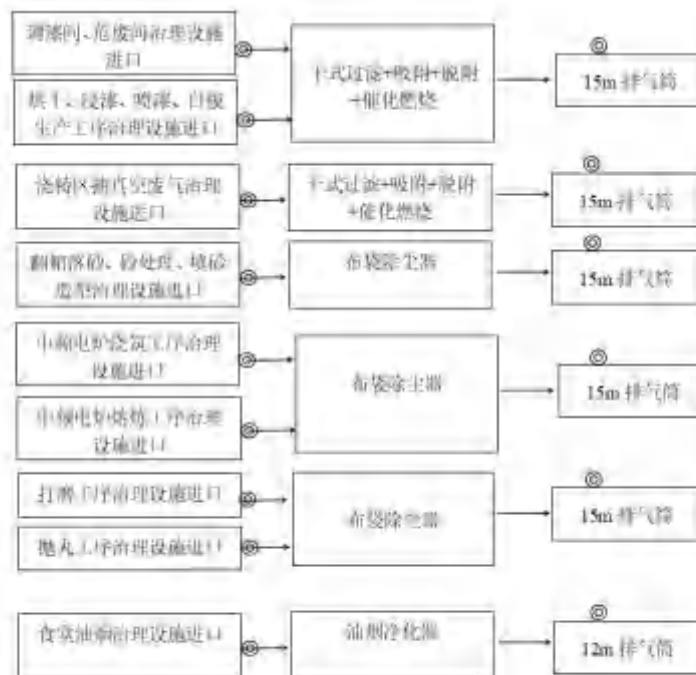 调漆间、危废间治理设施
进口
烘干、浸漆、喷漆、白模
生产工序治理设施进口
干式过滤+吸附+脱附
+催化燃烧
15m 排气筒
浇铸区抽真空废气治理
设施进口
干式过滤+吸附+脱附
+催化燃烧
15m 排气筒
翻箱落砂、砂处理、填砂
造型治理设施进口
布袋除尘器
15m 排气筒
中频电炉浇筑工序治理
设施进口
中频电炉熔炼工序治理
设施进口
布袋除尘器
15m 排气筒
打磨工序治理设施进口
抛丸工序治理设施进口
布袋除尘器
15m 排气筒
食堂油烟治理设施进口
油烟净化器
12m 排气筒